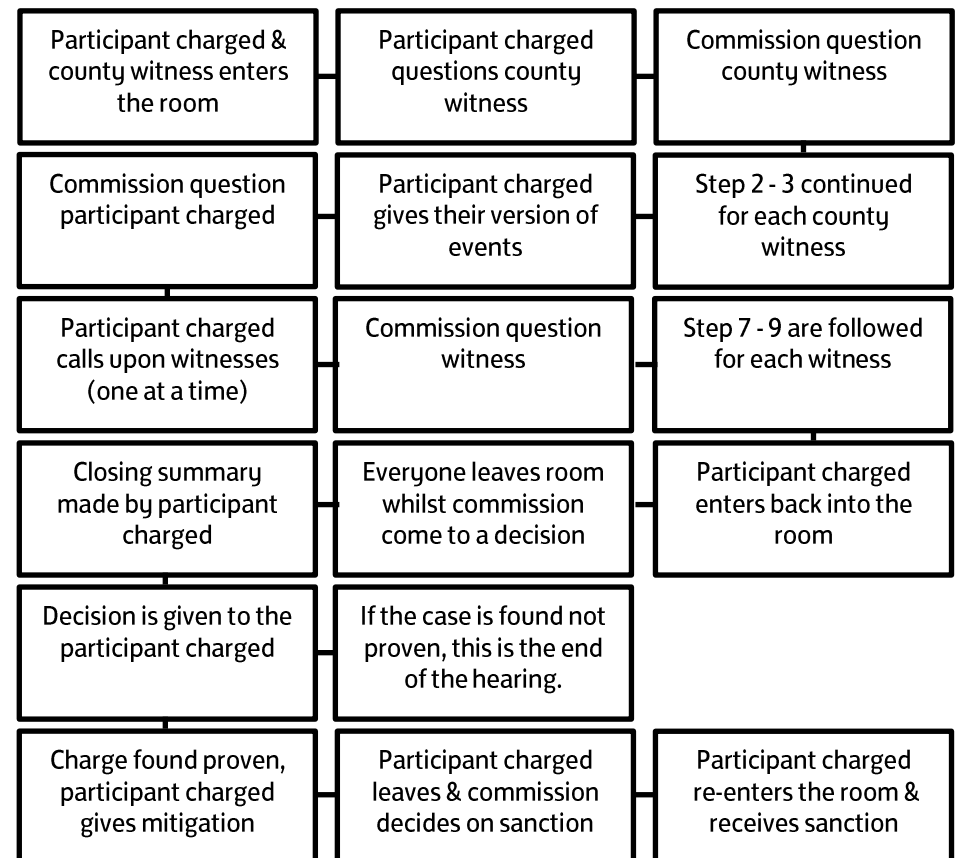 Participant charged &
county witness enters
the room
Participant charged
questions county
witness
Commission question
county witness
Commission question
participant charged
Participant charged
gives their version of
events
Step 2 - 3 continued
for each county
witness
Participant charged
calls upon witnesses
(one at a time)
Commission question
witness
Step 7 - 9 are followed
for each witness
Closing summary
made by participant
charged
Everyone leaves room
whilst commission
come to a decision
Participant charged
enters back into the
room
Decision is given to the
participant charged
If the case is found not
proven, this is the end
of the hearing.
Charge found proven,
participant charged
gives mitigation
Participant charged
leaves & commission
decides on sanction
Participant charged
re-enters the room &
receives sanction